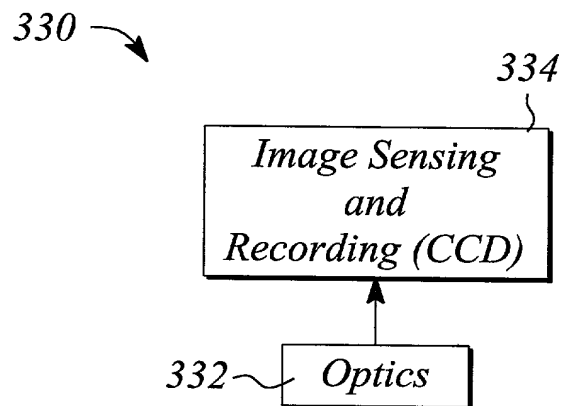 330
334
Image Sensing
and
Recording (CCD)
332
Optics